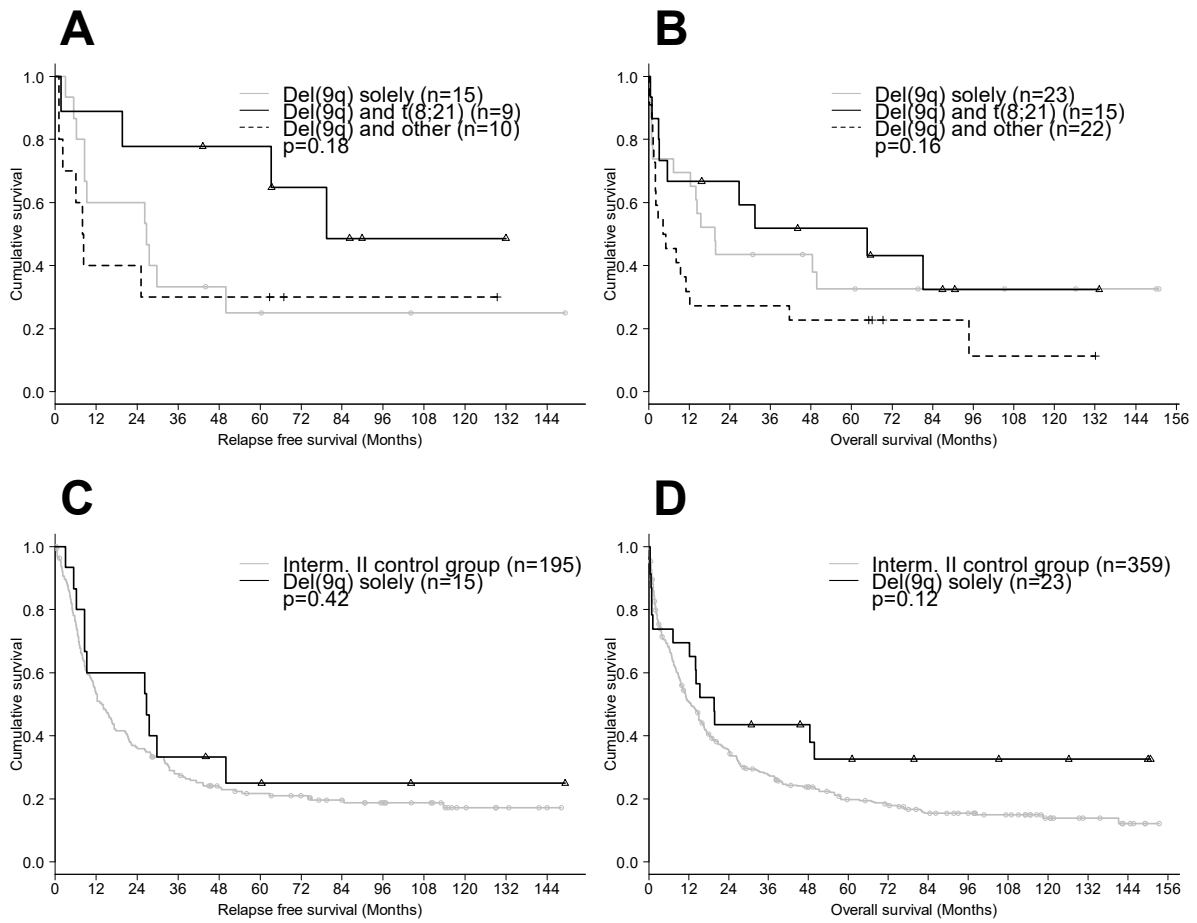 A
Cumulative survival
1.0
0.8
0.6
0.4
0.2
0.0
Del(9q) solely (n=15)
Del(9q) and t(8;21) (n=9)
Del(9q) and other (n=10)
p=0.18
0 12 24 36 48 60 72 84 96 108 120 132 144
Relapse free survival (Months)
B
Cumulative survival
1.0
0.8
0.6
0.4
0.2
0.0
Del(9q) solely (n=23)
Del(9q) and t(8;21) (n=15)
Del(9q) and other (n=22)
p=0.16
0 12 24 36 48 60 72 84 96 108 120 132 144 156
Overall survival (Months)
C
Cumulative survival
1.0
0.8
0.6
0.4
0.2
0.0
Interm. II control group (n=195)
Del(9q) solely (n=15)
p=0.42
0 12 24 36 48 60 72 84 96 108 120 132 144
Relapse free survival (Months)
D
Cumulative survival
1.0
0.8
0.6
0.4
0.2
0.0
Interm. II control group (n=359)
Del(9q) solely (n=23)
p=0.12
0 12 24 36 48 60 72 84 96 108 120 132 144 156
Overall survival (Months)